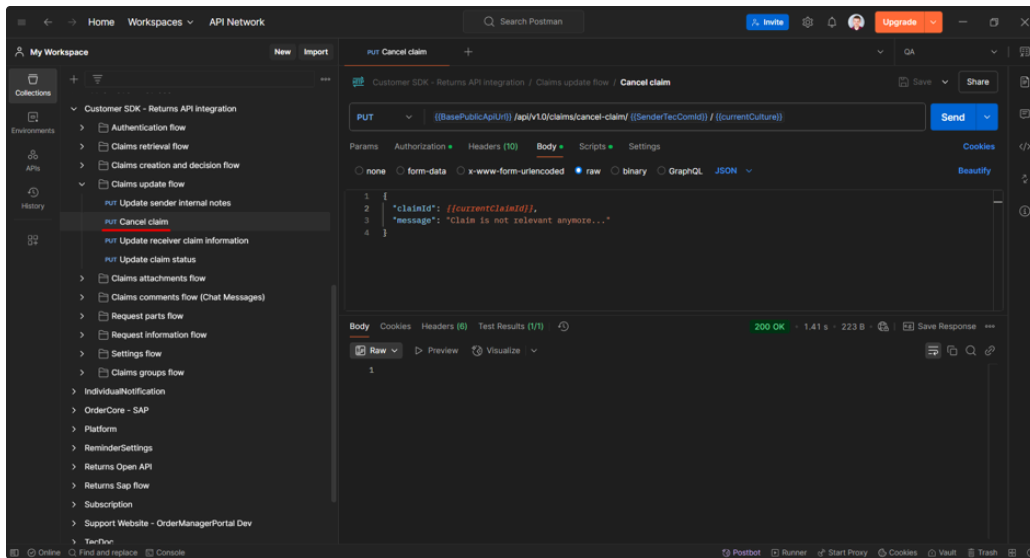 Home Workspaces API Network Search Postman Invite Upgrade
My Workspace New Import PUT Cancel claim QA
Collections
Environments
APIs
History
Customer SDK - Returns API integration
Authentication flow
Claims retrieval flow
Claims creation and decision flow
Claims update flow
PUT Update sender internal notes
PUT Cancel claim
PUT Update receiver claim information
PUT Update claim status
Claims attachments flow
Claims comments flow (Chat Messages)
Request parts flow
Request information flow
Settings flow
Claims groups flow
IndividualNotification
OrderCore - SAP
Platform
ReminderSettings
Returns Open API
Returns Sap flow
Subscription
Support Website - OrderManagerPortal Dev
TecDoc
Customer SDK - Returns API integration / Claims update flow / Cancel claim Save Share
PUT {{BasePublicApiUrl}} /api/v1.0/claims/cancel-claim/ {{SenderTecComId}} / {{currentCulture}} Send
Params Authorization Headers (10) Body Scripts Settings Cookies
none form-data x-www-form-urlencoded raw binary GraphQL JSON Beautify
1 {
2 "claimId": {{currentClaimId}},
3 "message": "Claim is not relevant anymore..."
4 }
Body Cookies Headers (6) Test Results (1/1) 200 OK 1.41 s 223 B Save Response
Raw Preview Visualize
1
Online Find and replace Console Postbot Runner Start Proxy Cookies Vault Trash